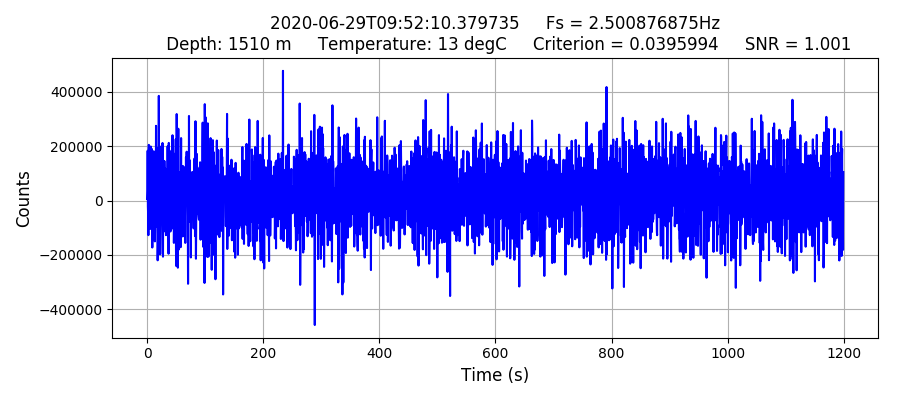 2020-06-29T09:52:10.379735 Fs = 2.500876875Hz
Depth: 1510 m Temperature: 13 degC Criterion = 0.0395994 SNR = 1.001
400000
200000
0
−200000
−400000
Counts
0 200 400 600 800 1000 1200
Time (s)